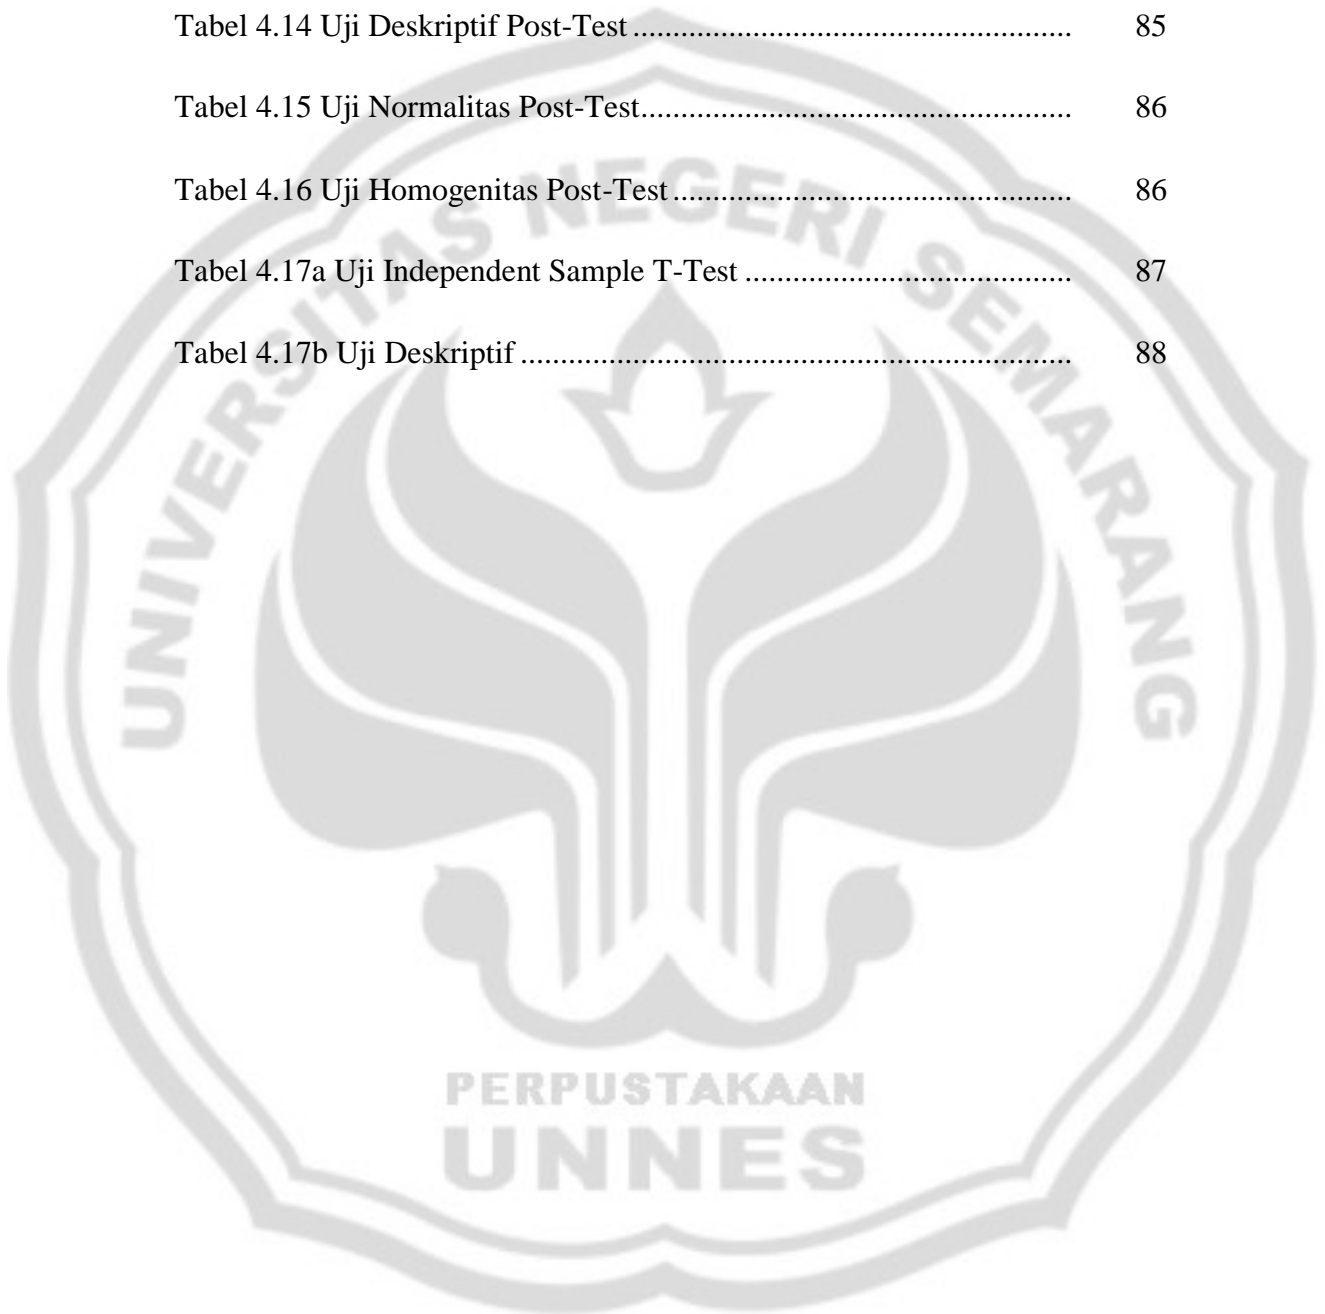 Tabel 4.14 Uji Deskriptif Post-Test ..................................................... 85
Tabel 4.15 Uji Normalitas Post-Test..................................................... 86
Tabel 4.16 Uji Homogenitas Post-Test ................................................ 86
Tabel 4.17a Uji Independent Sample T-Test ........................................ 87
Tabel 4.17b Uji Deskriptif ................................................................... 88
UNIVERSITAS NEGERI SEMARANG
PERPUSTAKAAN
UNNES